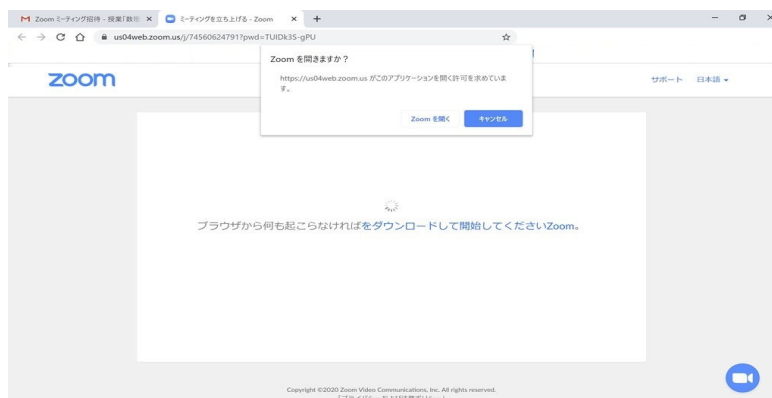 Zoom ミーティング招待 - 授業「数理
ミーティングを立ち上げる - Zoom
us04web.zoom.us/j/74560624791?pwd=TUlDk3S-gPU
Zoom を開きますか？
https://us04web.zoom.us がこのアプリケーションを開く許可を求めていま
す。
Zoom を開く
キャンセル
zoom
サポート
日本語
ブラウザから何も起こらなければをダウンロードして開始してくださいZoom。
Copyright ©2020 Zoom Video Communications, Inc. All rights reserved.